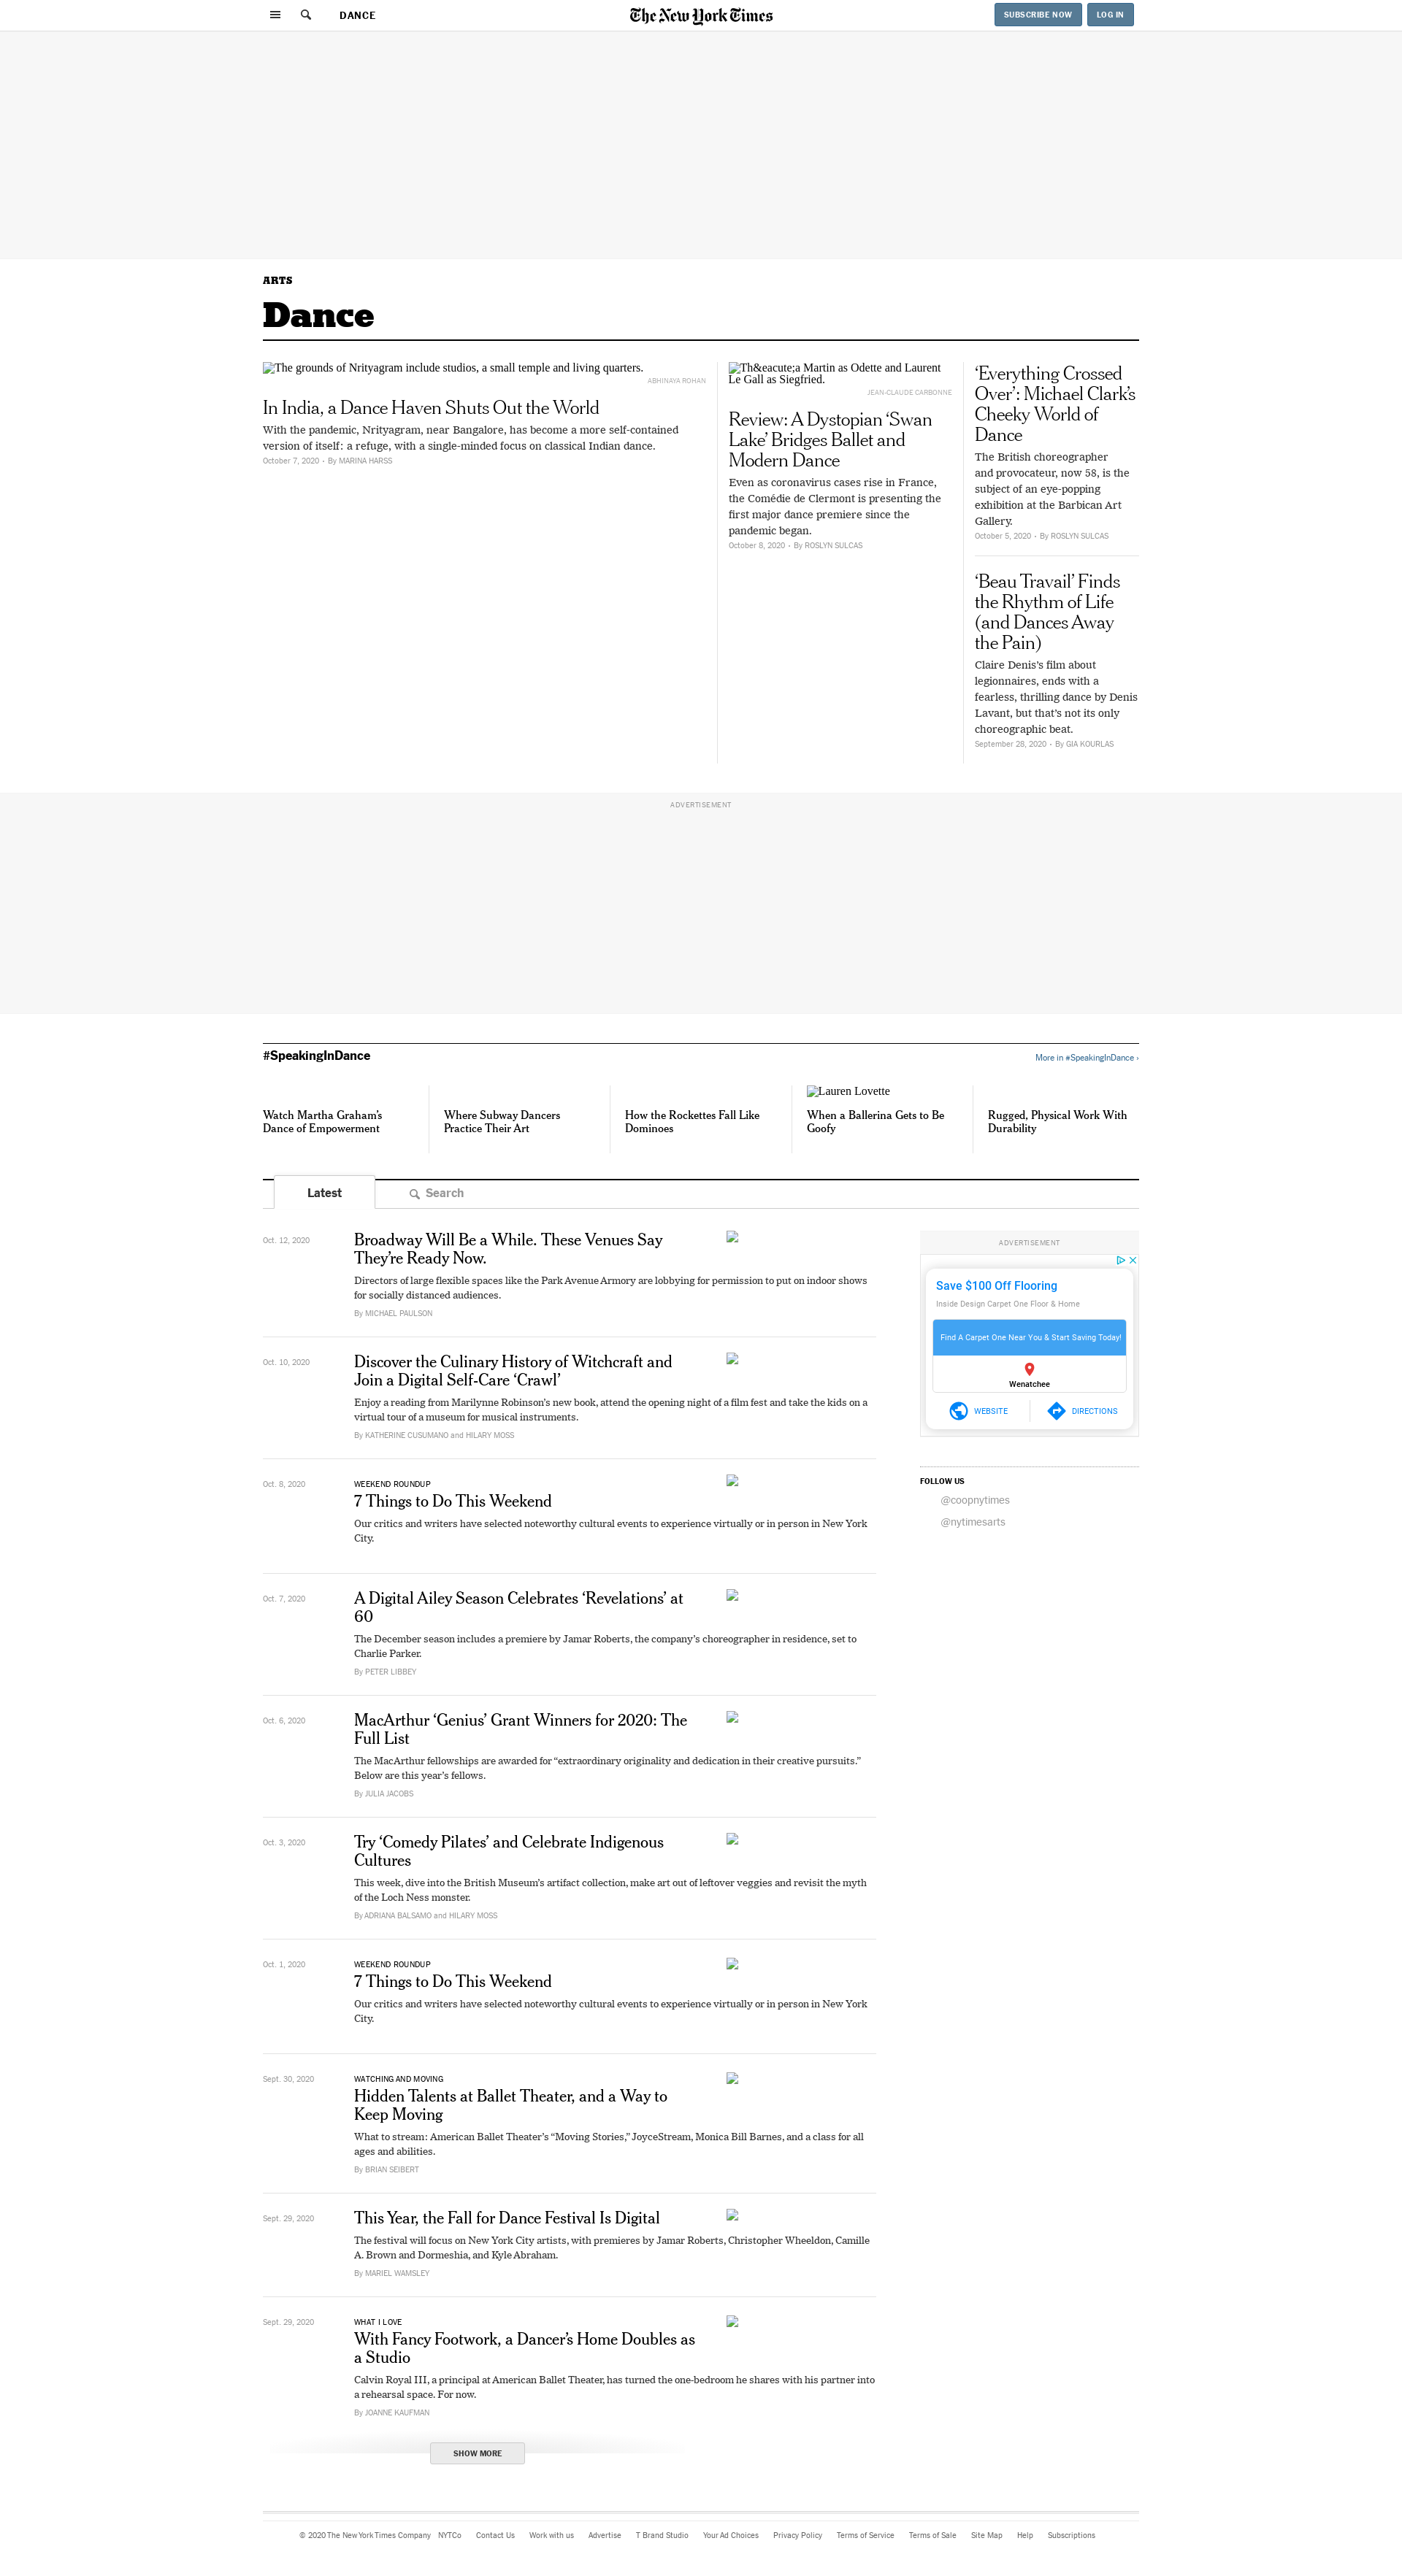 DANCE
The New York Times
SUBSCRIBE NOW
LOG IN
ARTS
Dance
The grounds of Nrityagram include studios, a small temple and living quarters.
ABHINAYA ROHAN
In India, a Dance Haven Shuts Out the World
With the pandemic, Nrityagram, near Bangalore, has become a more self-contained
version of itself: a refuge, with a single-minded focus on classical Indian dance.
October 7, 2020 • By MARINA HARSS
Th&eacute;a Martin as Odette and Laurent
Le Gall as Siegfried.
JEAN-CLAUDE CARBONNE
Review: A Dystopian ‘Swan
Lake’ Bridges Ballet and
Modern Dance
Even as coronavirus cases rise in France,
the Comédie de Clermont is presenting the
first major dance premiere since the
pandemic began.
October 8, 2020 • By ROSLYN SULCAS
‘Everything Crossed
Over’: Michael Clark’s
Cheeky World of
Dance
The British choreographer
and provocateur, now 58, is the
subject of an eye-popping
exhibition at the Barbican Art
Gallery.
October 5, 2020 • By ROSLYN SULCAS
‘Beau Travail’ Finds
the Rhythm of Life
(and Dances Away
the Pain)
Claire Denis’s film about
legionnaires, ends with a
fearless, thrilling dance by Denis
Lavant, but that’s not its only
choreographic beat.
September 28, 2020 • By GIA KOURLAS
ADVERTISEMENT
#SpeakingInDance
More in #SpeakingInDance ›
Watch Martha Graham’s
Dance of Empowerment
Where Subway Dancers
Practice Their Art
How the Rockettes Fall Like
Dominoes
Lauren Lovette
When a Ballerina Gets to Be
Goofy
Rugged, Physical Work With
Durability
Latest
Search
Oct. 12, 2020
Broadway Will Be a While. These Venues Say
They’re Ready Now.
Directors of large flexible spaces like the Park Avenue Armory are lobbying for permission to put on indoor shows
for socially distanced audiences.
By MICHAEL PAULSON
Oct. 10, 2020
Discover the Culinary History of Witchcraft and
Join a Digital Self-Care ‘Crawl’
Enjoy a reading from Marilynne Robinson’s new book, attend the opening night of a film fest and take the kids on a
virtual tour of a museum for musical instruments.
By KATHERINE CUSUMANO and HILARY MOSS
Oct. 8, 2020
WEEKEND ROUNDUP
7 Things to Do This Weekend
Our critics and writers have selected noteworthy cultural events to experience virtually or in person in New York
City.
Oct. 7, 2020
A Digital Ailey Season Celebrates ‘Revelations’ at
60
The December season includes a premiere by Jamar Roberts, the company’s choreographer in residence, set to
Charlie Parker.
By PETER LIBBEY
Oct. 6, 2020
MacArthur ‘Genius’ Grant Winners for 2020: The
Full List
The MacArthur fellowships are awarded for “extraordinary originality and dedication in their creative pursuits.”
Below are this year’s fellows.
By JULIA JACOBS
Oct. 3, 2020
Try ‘Comedy Pilates’ and Celebrate Indigenous
Cultures
This week, dive into the British Museum’s artifact collection, make art out of leftover veggies and revisit the myth
of the Loch Ness monster.
By ADRIANA BALSAMO and HILARY MOSS
Oct. 1, 2020
WEEKEND ROUNDUP
7 Things to Do This Weekend
Our critics and writers have selected noteworthy cultural events to experience virtually or in person in New York
City.
Sept. 30, 2020
WATCHING AND MOVING
Hidden Talents at Ballet Theater, and a Way to
Keep Moving
What to stream: American Ballet Theater’s “Moving Stories,” JoyceStream, Monica Bill Barnes, and a class for all
ages and abilities.
By BRIAN SEIBERT
Sept. 29, 2020
This Year, the Fall for Dance Festival Is Digital
The festival will focus on New York City artists, with premieres by Jamar Roberts, Christopher Wheeldon, Camille
A. Brown and Dormeshia, and Kyle Abraham.
By MARIEL WAMSLEY
Sept. 29, 2020
WHAT I LOVE
With Fancy Footwork, a Dancer’s Home Doubles as
a Studio
Calvin Royal III, a principal at American Ballet Theater, has turned the one-bedroom he shares with his partner into
a rehearsal space. For now.
By JOANNE KAUFMAN
SHOW MORE
ADVERTISEMENT
Save $100 Off Flooring
Inside Design Carpet One Floor & Home
Find A Carpet One Near You & Start Saving Today!
Wenatchee
WEBSITE
DIRECTIONS
FOLLOW US
@coopnytimes
@nytimesarts
© 2020 The New York Times Company NYTCo Contact Us Work with us Advertise T Brand Studio Your Ad Choices Privacy Policy Terms of Service Terms of Sale Site Map Help Subscriptions